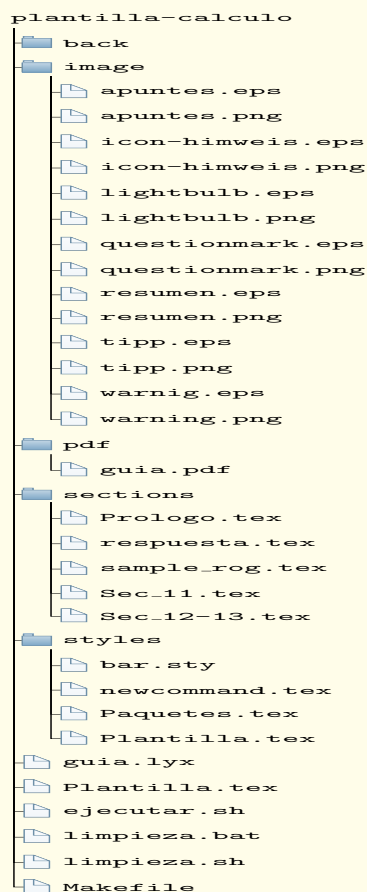 plantilla-calculo
back
image
apuntes.eps
apuntes.png
icon-himweis.eps
icon-himweis.png
lightbulb.eps
lightbulb.png
questionmark.eps
questionmark.png
resumen.eps
resumen.png
tipp.eps
tipp.png
warnig.eps
warning.png
pdf
guia.pdf
sections
Prologo.tex
respuesta.tex
sample_rog.tex
Sec_11.tex
Sec_12-13.tex
styles
bar.sty
newcommand.tex
Paquetes.tex
Plantilla.tex
guia.lyx
Plantilla.tex
ejecutar.sh
limpieza.bat
limpieza.sh
Makefile